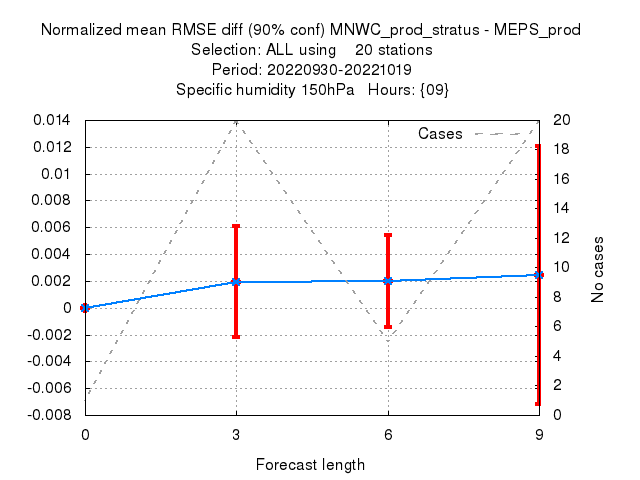 Normalized mean RMSE diff (90% conf) MNWC_prod_stratus - MEPS_prod
Selection: ALL using    20 stations
Period: 20220930-20221019
Specific humidity 150hPa   Hours: {09}
Cases
0.014
0.012
0.01
0.008
0.006
0.004
0.002
0
-0.002
-0.004
-0.006
-0.008
20
18
16
14
12
10
8
6
4
2
0
No cases
0 3 6 9
Forecast length